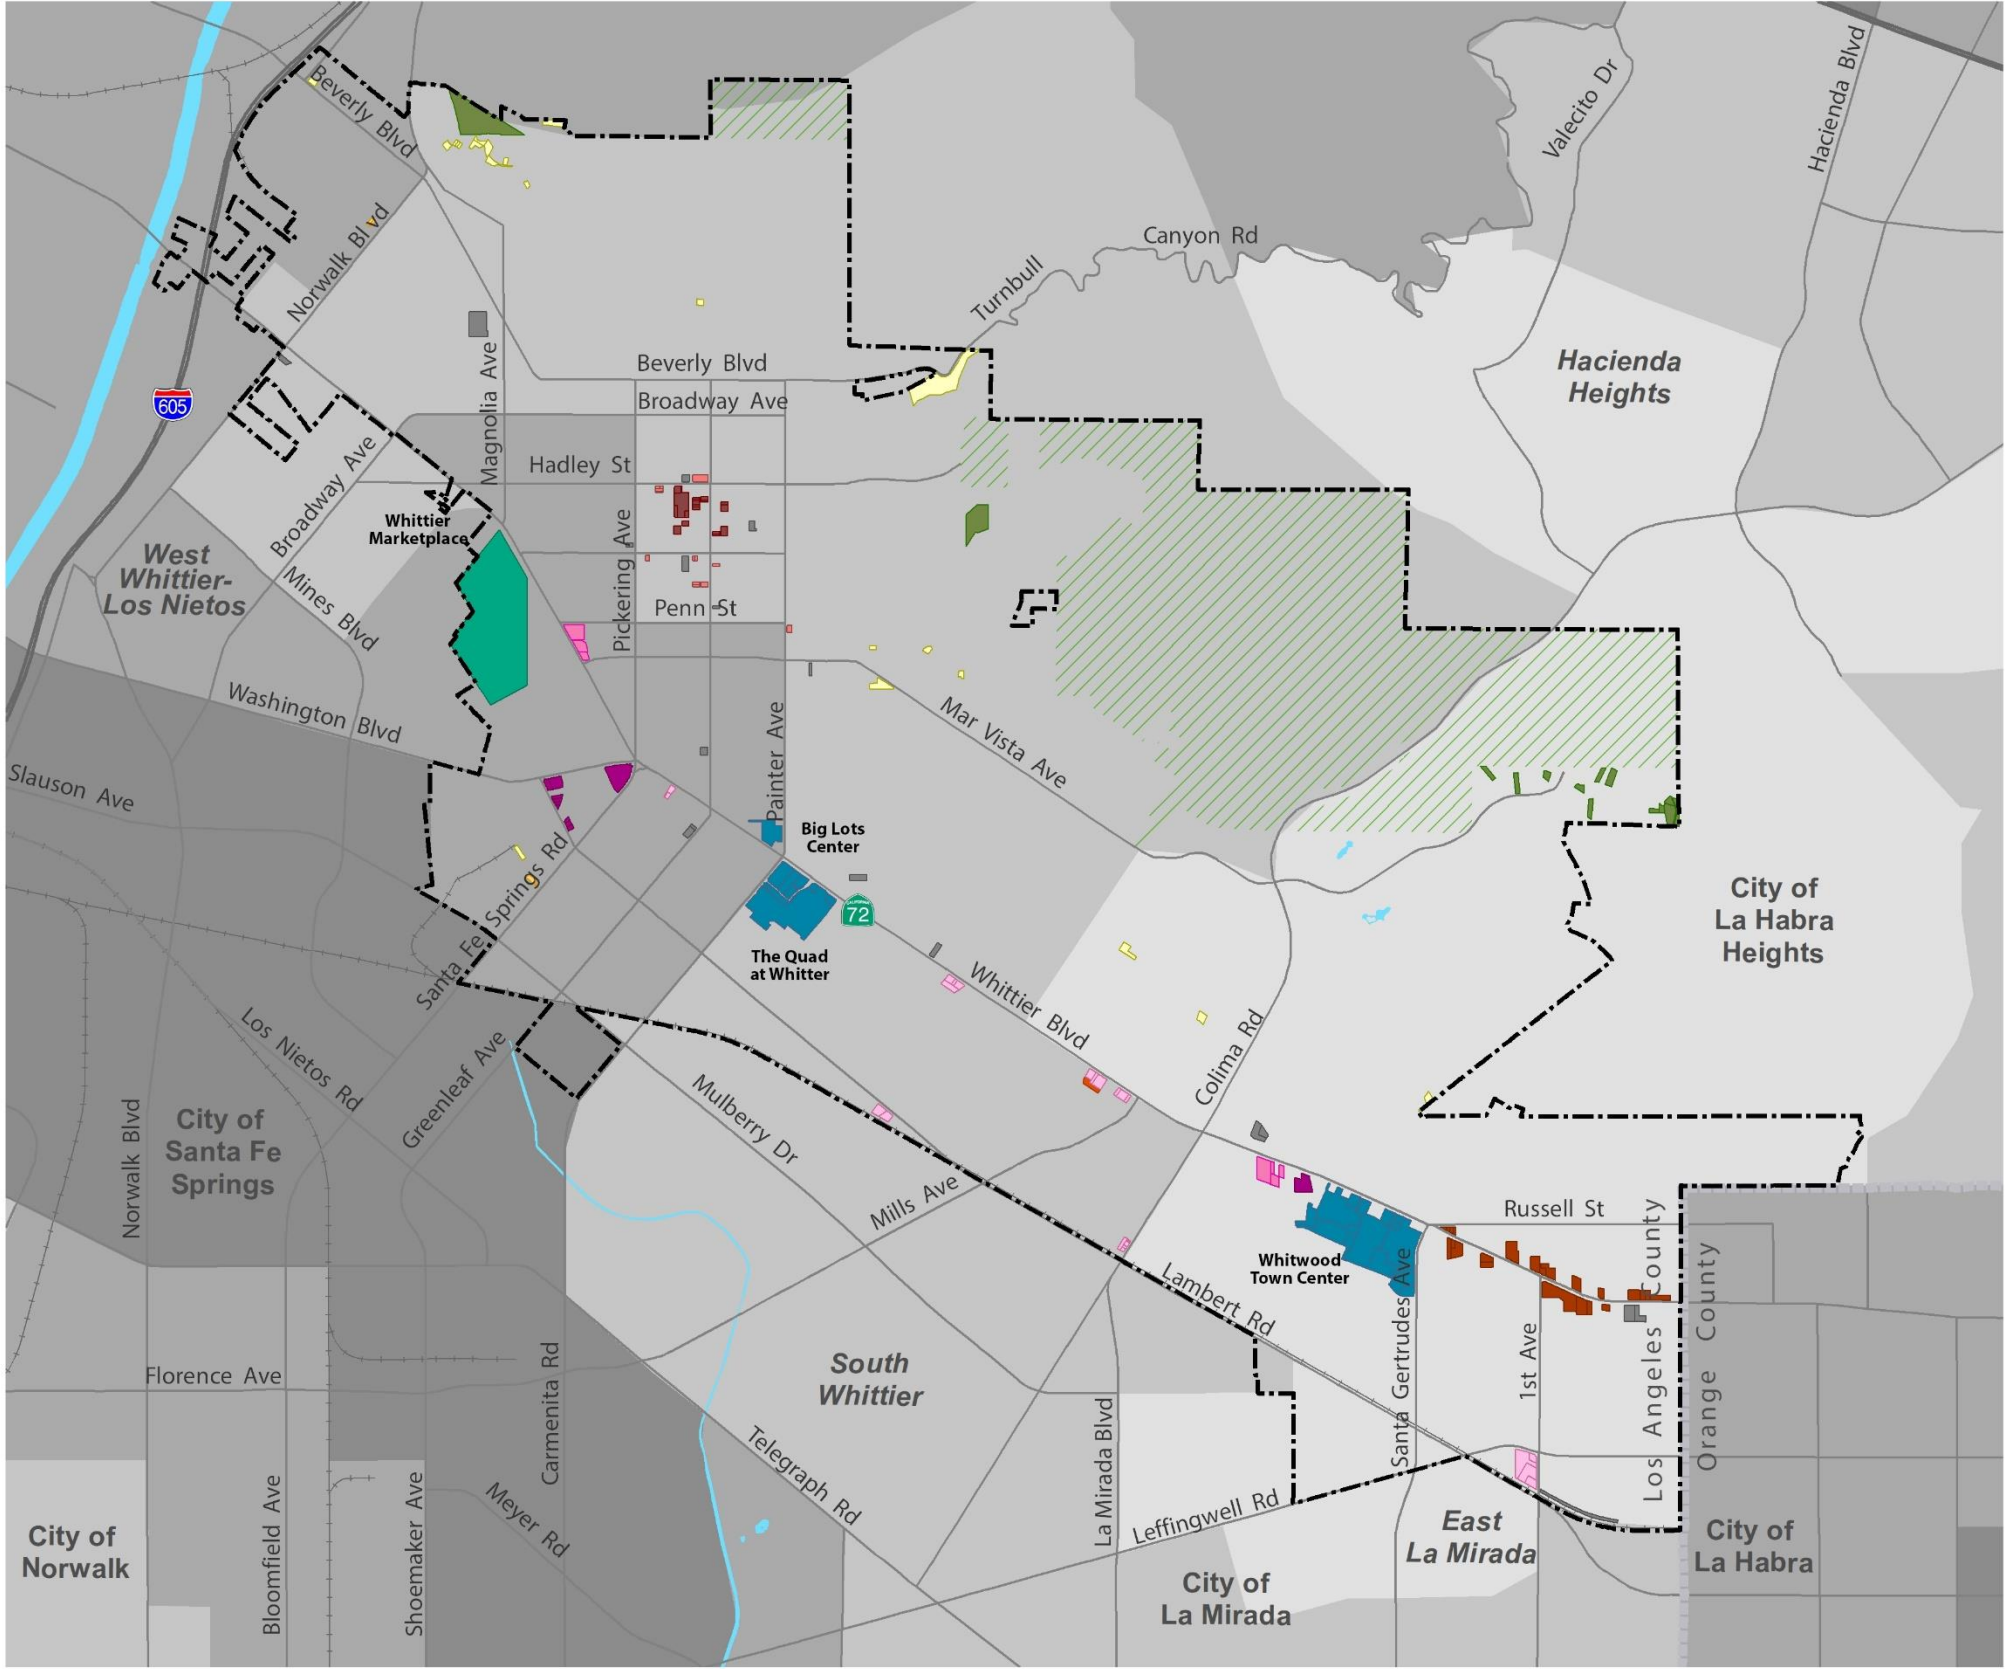 Beverly Blvd
Valecito Dr
Hacienda Blvd
Norwalk Blvd
Canyon Rd
Turnbull
Magnolia Ave
Beverly Blvd
Broadway Ave
Hacienda
Heights
605
Broadway Ave
Hadley St
Whittier
Marketplace
Pickering Ave
West
Whittier-
Los Nietos
Mines Blvd
Penn St
Washington Blvd
Painter Ave
Mar Vista Ave
Slauson Ave
Big Lots
Center
Santa Fe Springs Rd
72
City of
La Habra
Heights
The Quad
at Whitter
Whittier Blvd
Los Nietos Rd
Greenleaf Ave
Colima Rd
Mulberry Dr
Norwalk Blvd
City of
Santa Fe
Springs
Mills Ave
Russell St
Whitwood
Town Center
Lambert Rd
Santa Gertrudes Ave
1st Ave
Los Angeles County
Orange County
Florence Ave
Carmenita Rd
South
Whittier
La Mirada Blvd
Telegraph Rd
Leffingwell Rd
Bloomfield Ave
Shoemaker Ave
Meyer Rd
City of
Norwalk
East
La Mirada
City of
La Habra
City of
La Mirada